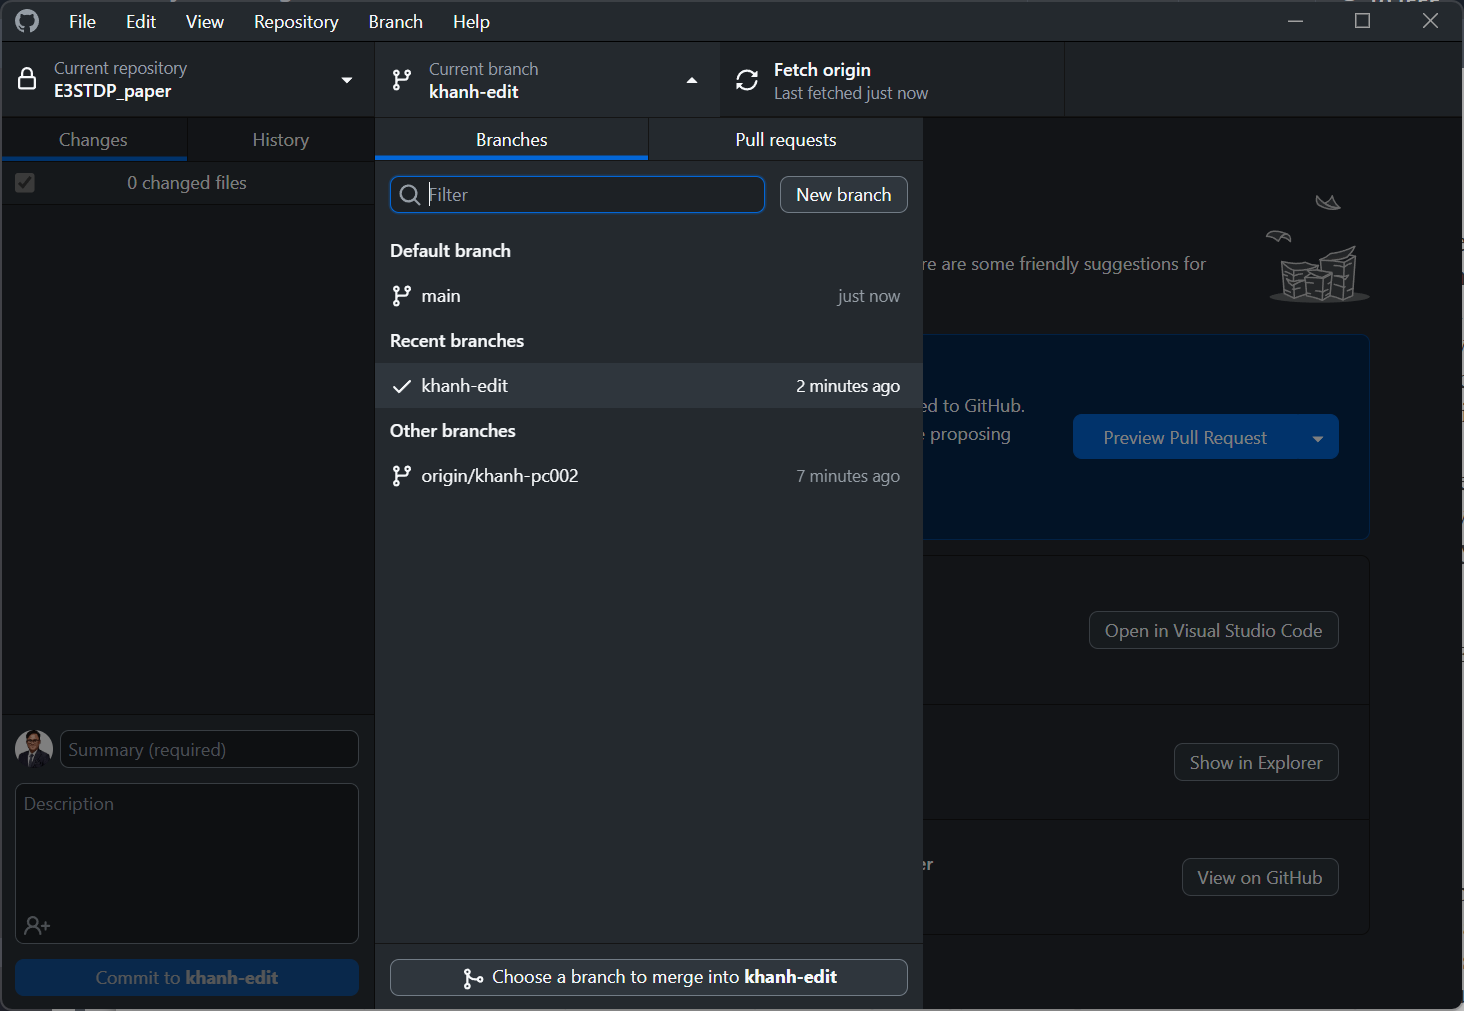 File Edit View Repository Branch Help
Current repository
E3STDP_paper
Current branch
khanh-edit
Fetch origin
Last fetched just now
Changes
History
Branches
Pull requests
0 changed files
Filter
New branch
Default branch
main
just now
Recent branches
khanh-edit
2 minutes ago
Other branches
origin/khanh-pc002
7 minutes ago
re are some friendly suggestions for
ed to GitHub.
proposing
Preview Pull Request
Open in Visual Studio Code
Show in Explorer
er
View on GitHub
Summary (required)
Description
Commit to khanh-edit
Choose a branch to merge into khanh-edit